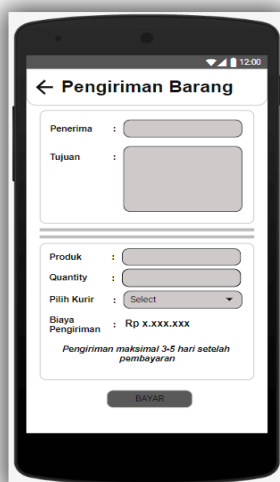 12:00
Pengiriman Barang
Penerima :
Tujuan :
Produk :
Quantity :
Pilih Kurir : Select
Biaya
Pengiriman : Rp x.xxx.xxx
Pengiriman maksimal 3-5 hari setelah
pembayaran
BAYAR